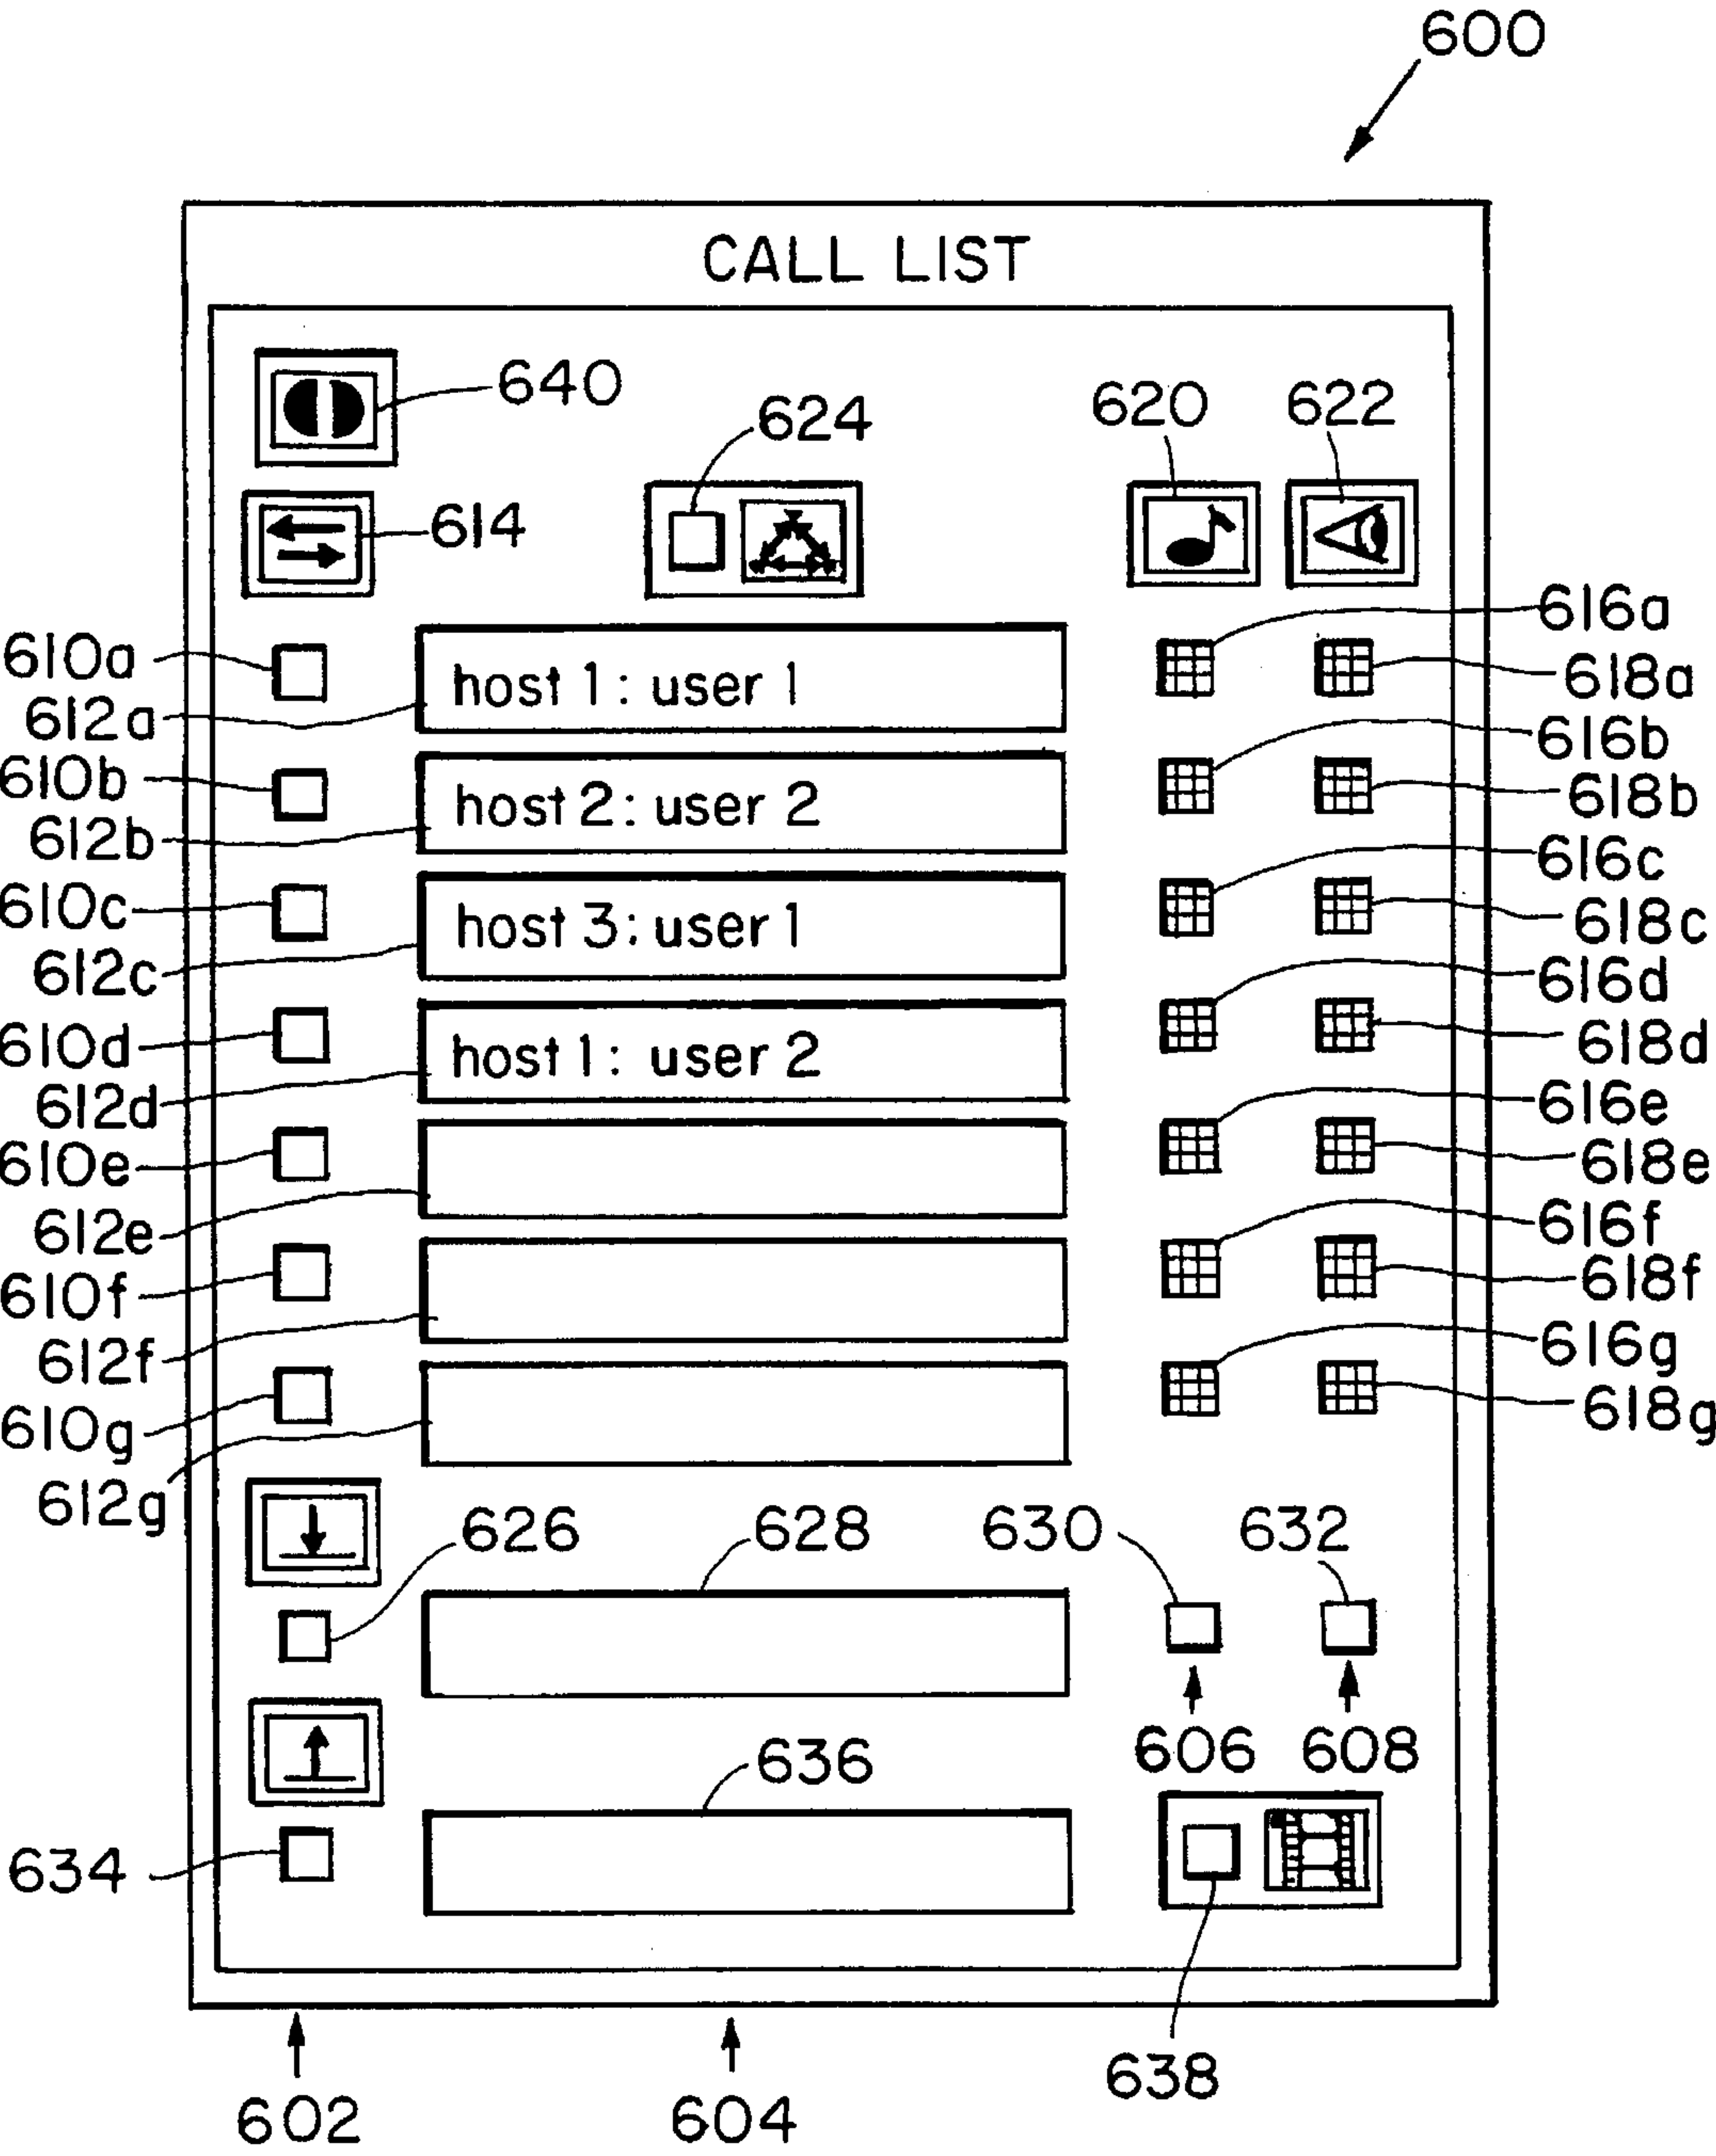 600
CALL LIST
640
624
620
622
614
616a
610a
618a
host 1: user 1
612a
616b
610b
618b
host 2: user 2
612b
616c
610c
618c
host 3: user 1
612c
616d
610d
618d
host 1: user 2
612d
616e
610e
618e
612e
616f
610f
618f
612f
616g
610g
618g
612g
626
628
630
632
606
608
636
634
638
602
604